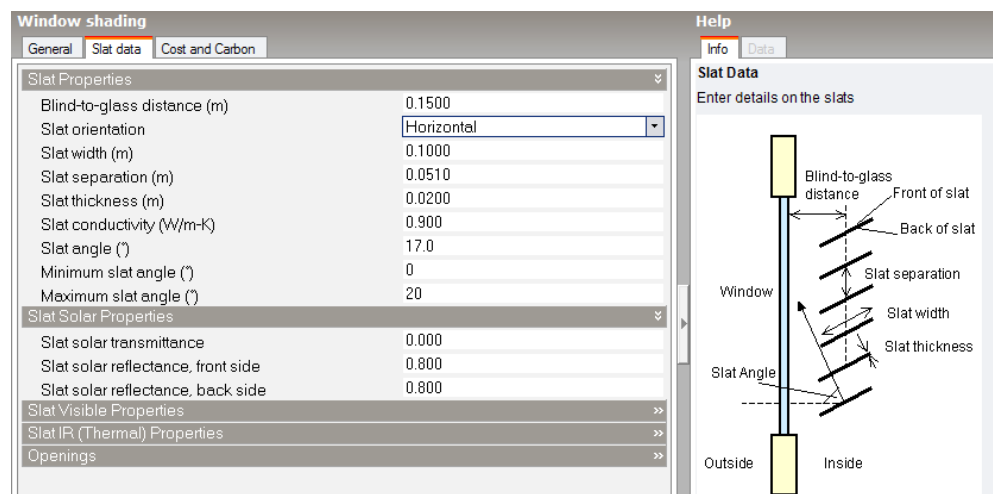 Window shading
General Slat data Cost and Carbon
Slat Properties
Blind-to-glass distance (m) 0.1500
Slat orientation Horizontal
Slat width (m) 0.1000
Slat separation (m) 0.0510
Slat thickness (m) 0.0200
Slat conductivity (W/m-K) 0.900
Slat angle (°) 17.0
Minimum slat angle (°) 0
Maximum slat angle (°) 20
Slat Solar Properties
Slat solar transmittance 0.000
Slat solar reflectance, front side 0.800
Slat solar reflectance, back side 0.800
Slat Visible Properties
Slat IR (Thermal) Properties
Openings
Help
Info Data
Slat Data
Enter details on the slats
Blind-to-glass
distance
Front of slat
Back of slat
Slat separation
Window
Slat width
Slat thickness
Slat Angle
Outside Inside